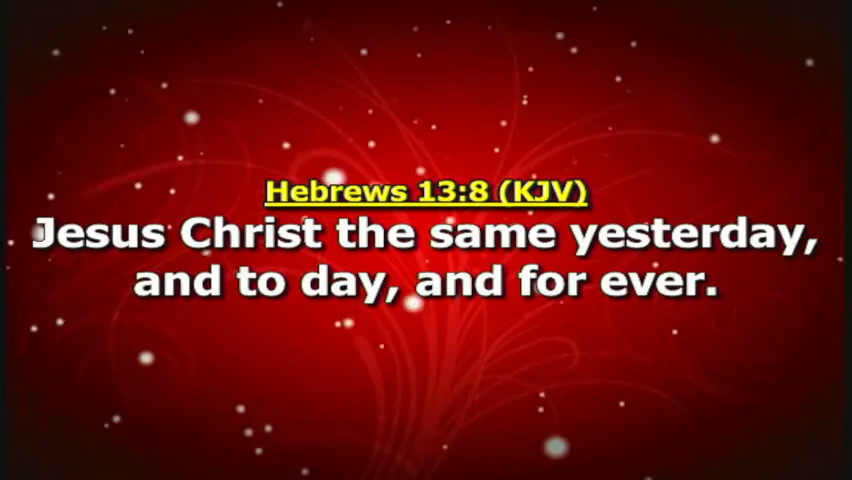 Hebrews 13:8 (KJV)
Jesus Christ the same yesterday,
and to day, and for ever.